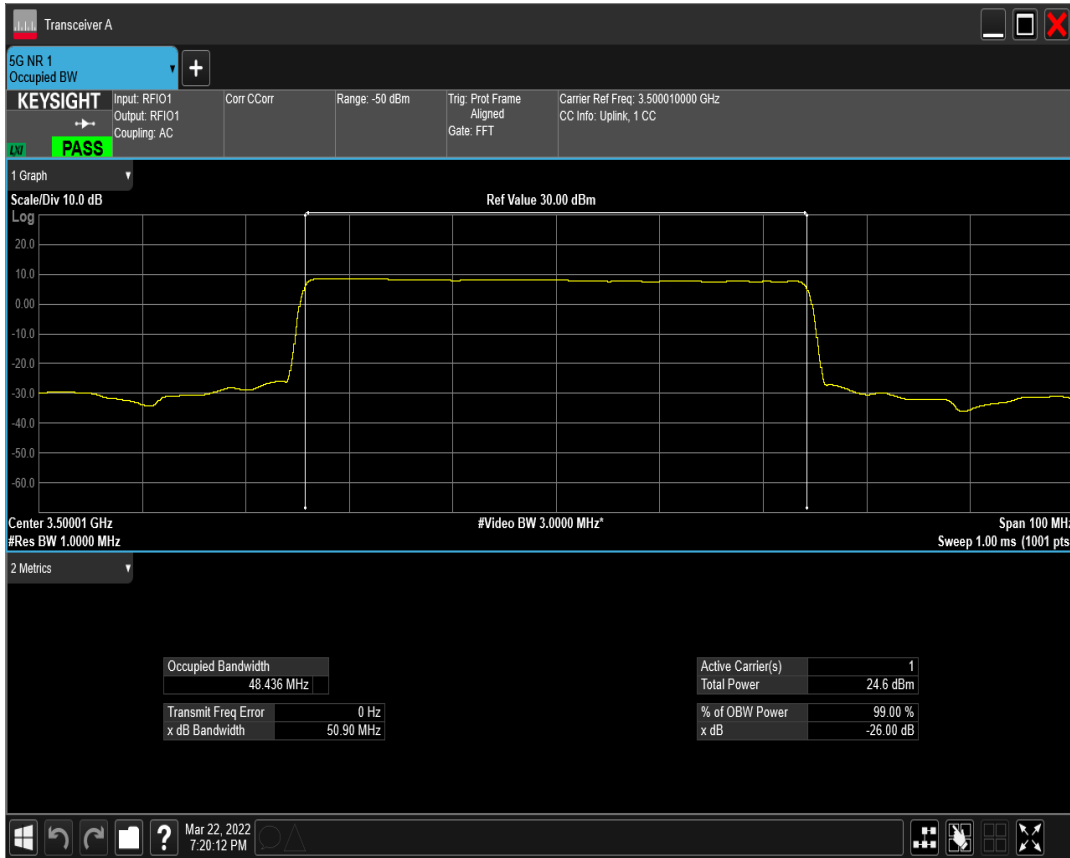 Transceiver A
5G NR 1
Occupied BW
+
KEYSIGHT
LXI
PASS
Input: RFIO1
Output: RFIO1
Coupling: AC
Corr CCorr
Range: -50 dBm
Trig: Prot Frame
Aligned
Gate: FFT
Carrier Ref Freq: 3.500010000 GHz
CC Info: Uplink, 1 CC
1 Graph
Scale/Div 10.0 dB
Ref Value 30.00 dBm
Log
20.0
10.0
0.00
-10.0
-20.0
-30.0
-40.0
-50.0
-60.0
Center 3.50001 GHz
#Video BW 3.0000 MHz*
Span 100 MHz
#Res BW 1.0000 MHz
Sweep 1.00 ms (1001 pts
2 Metrics
Occupied Bandwidth
48.436 MHz
Transmit Freq Error 0 Hz
x dB Bandwidth 50.90 MHz
Active Carrier(s) 1
Total Power 24.6 dBm
% of OBW Power 99.00 %
x dB -26.00 dB
?
Mar 22, 2022
7:20:12 PM